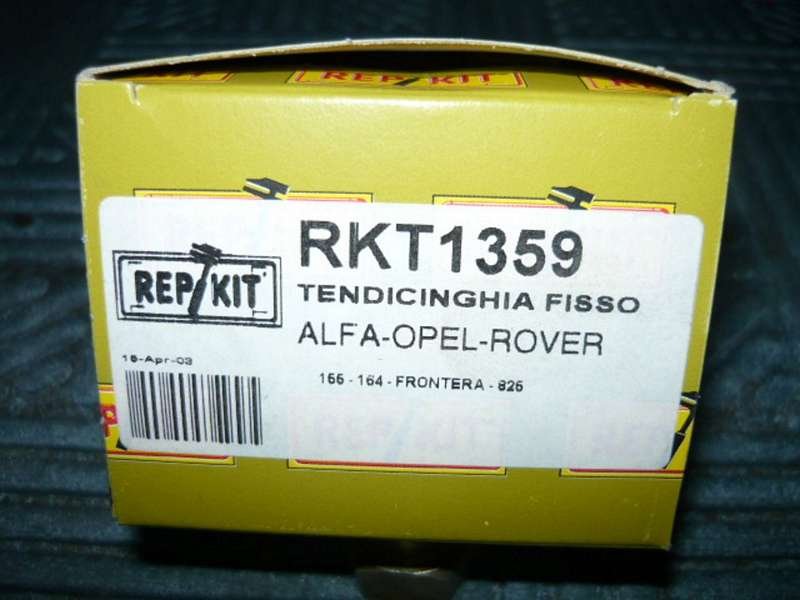 REP/KIT
REP/KIT
RKT1359
TENDICINGHIA FISSO
ALFA-OPEL-ROVER
16-Apr-03
155 - 164 - FRONTERA - 825